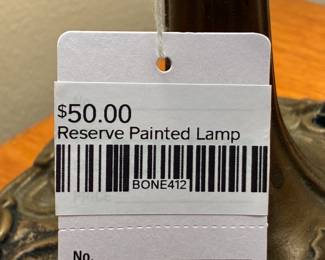 $50.00
Reserve Painted Lamp
BONE412
No.